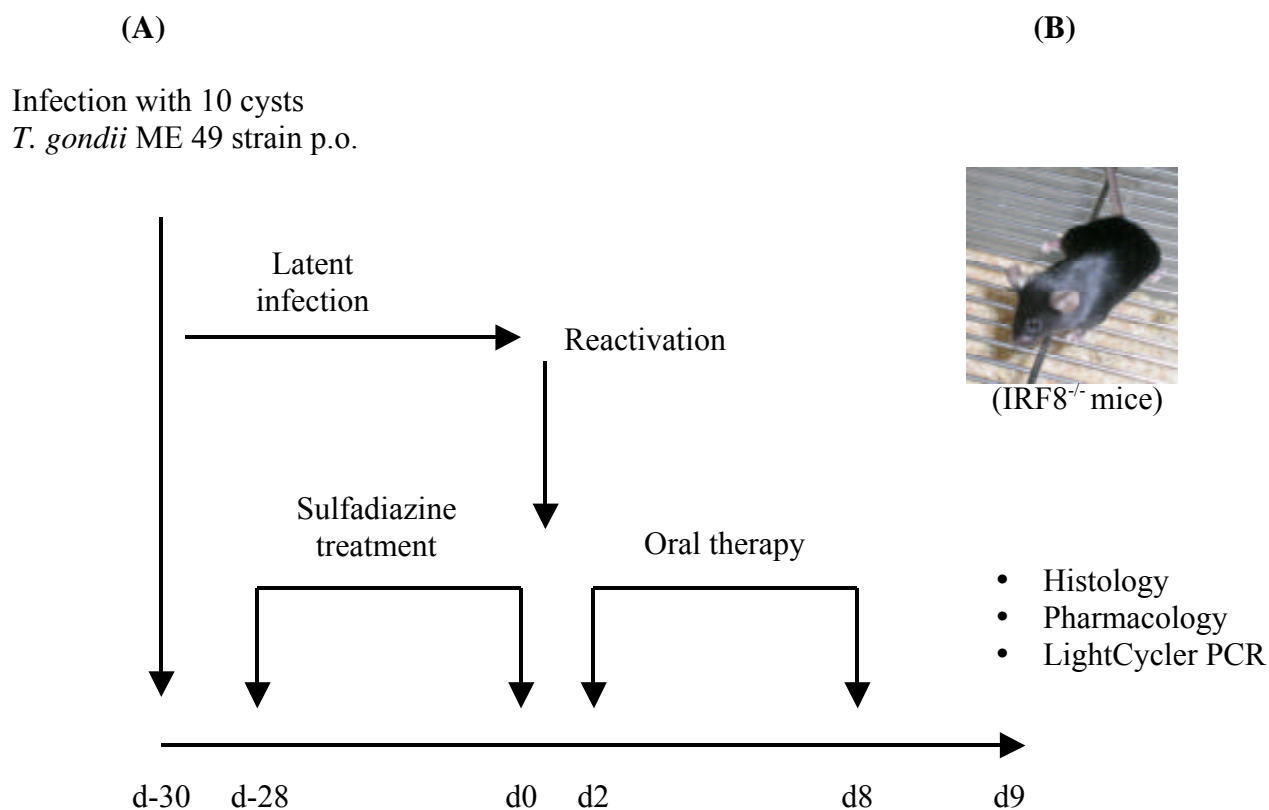 (A)
(B)
Infection with 10 cysts
T. gondii ME 49 strain p.o.
Latent
infection
Reactivation
(IRF8-/- mice)
Sulfadiazine
treatment
Oral therapy
• Histology
• Pharmacology
• LightCycler PCR
d-30 d-28 d0 d2 d8 d9